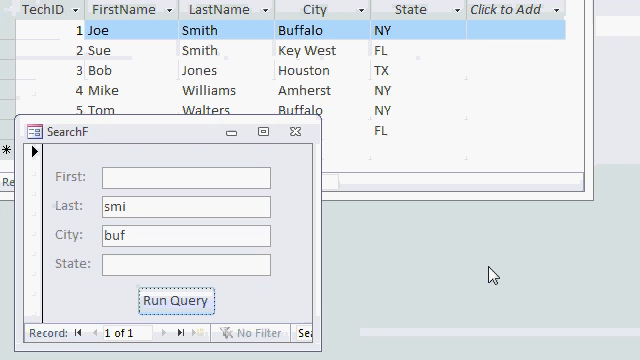 TechID FirstName LastName City State Click to Add
1 Joe Smith Buffalo NY
2 Sue Smith Key West FL
3 Bob Jones Houston TX
4 Mike Williams Amherst NY
5 Tom Walters Buffalo NY
FL
SearchF
Re
First:
Last: smi
City: buf
State:
Run Query
Record: 1 of 1 No Filter Sea